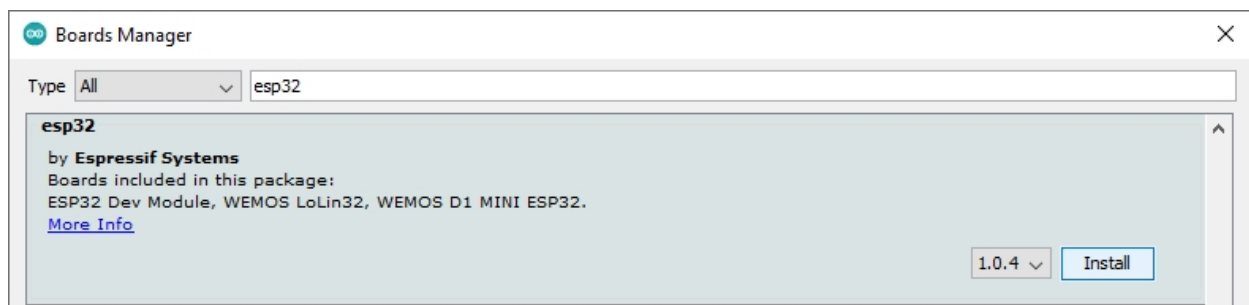 Boards Manager
Type All esp32
esp32
by Espressif Systems
Boards included in this package:
ESP32 Dev Module, WEMOS LoLin32, WEMOS D1 MINI ESP32.
More Info
1.0.4 Install